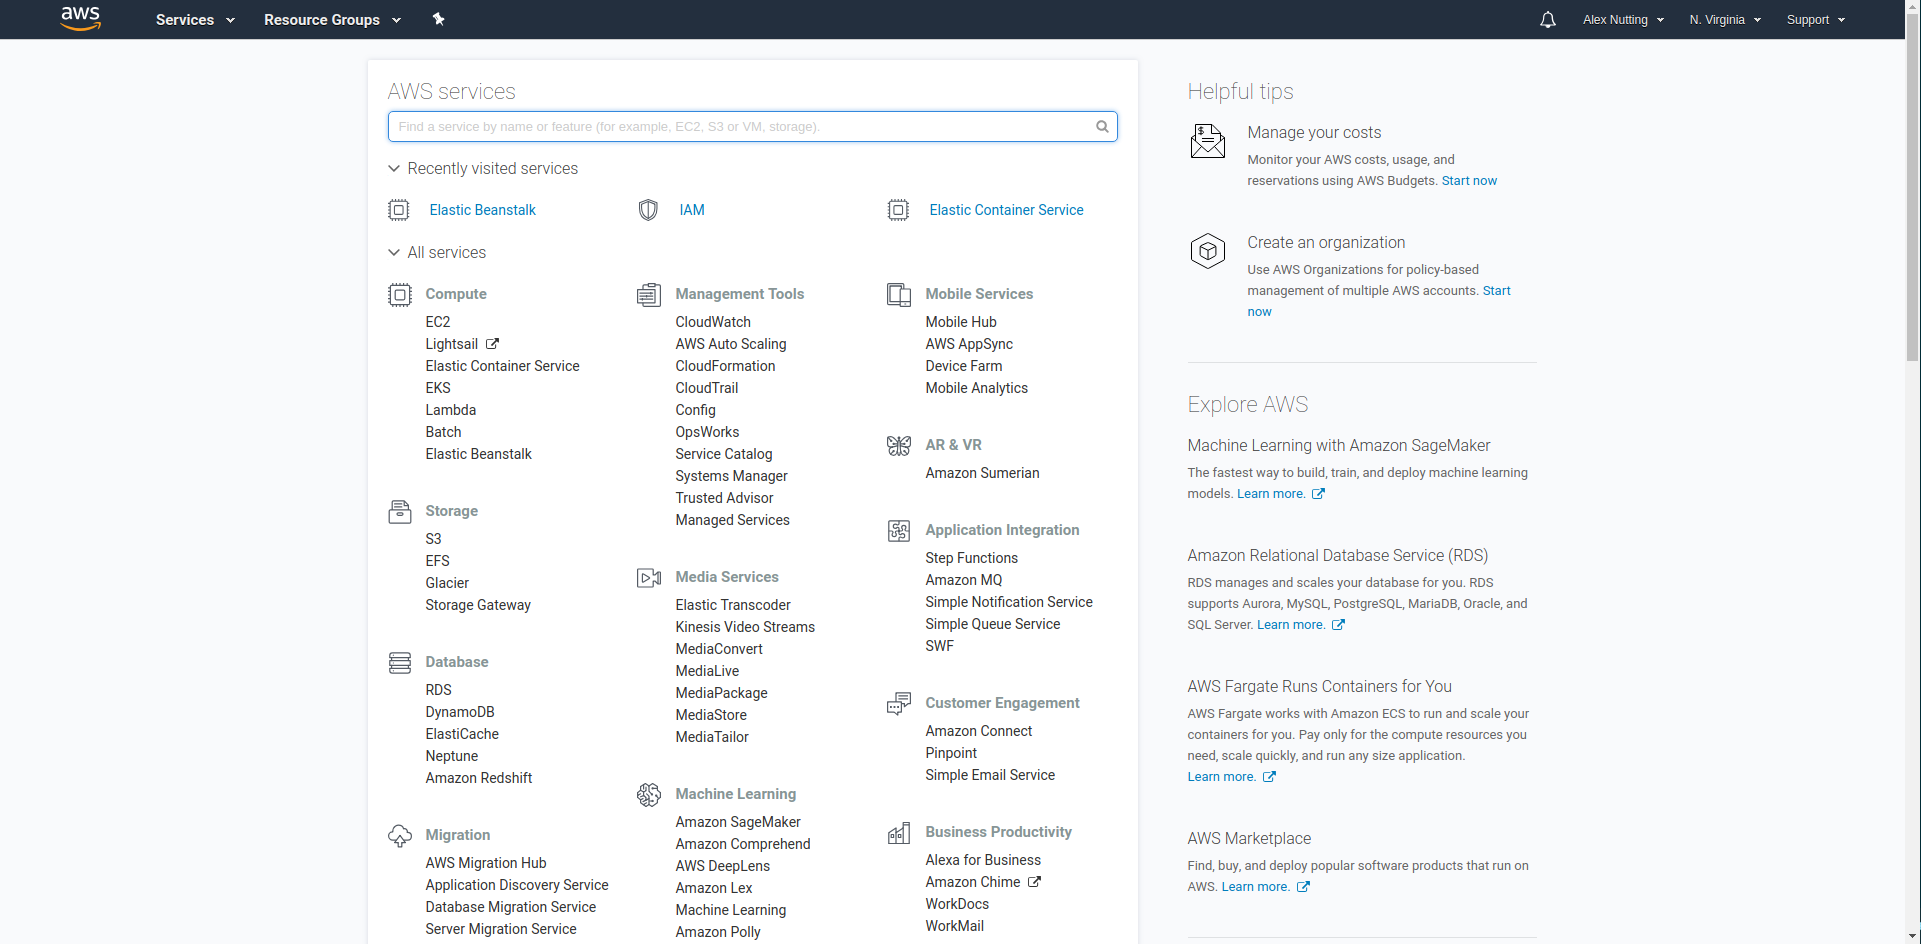 aws Services Resource Groups Alex Nutting N. Virginia Support
AWS services
Find a service by name or feature (for example, EC2, S3 or VM, storage).
Recently visited services
Elastic Beanstalk IAM Elastic Container Service
All services
Compute
EC2
Lightsail
Elastic Container Service
EKS
Lambda
Batch
Elastic Beanstalk
Storage
S3
EFS
Glacier
Storage Gateway
Database
RDS
DynamoDB
ElastiCache
Neptune
Amazon Redshift
Migration
AWS Migration Hub
Application Discovery Service
Database Migration Service
Server Migration Service
Management Tools
CloudWatch
AWS Auto Scaling
CloudFormation
CloudTrail
Config
OpsWorks
Service Catalog
Systems Manager
Trusted Advisor
Managed Services
Media Services
Elastic Transcoder
Kinesis Video Streams
MediaConvert
MediaLive
MediaPackage
MediaStore
MediaTailor
Machine Learning
Amazon SageMaker
Amazon Comprehend
AWS DeepLens
Amazon Lex
Machine Learning
Amazon Polly
Mobile Services
Mobile Hub
AWS AppSync
Device Farm
Mobile Analytics
AR & VR
Amazon Sumerian
Application Integration
Step Functions
Amazon MQ
Simple Notification Service
Simple Queue Service
SWF
Customer Engagement
Amazon Connect
Pinpoint
Simple Email Service
Business Productivity
Alexa for Business
Amazon Chime
WorkDocs
WorkMail
Helpful tips
Manage your costs
Monitor your AWS costs, usage, and
reservations using AWS Budgets. Start now
Create an organization
Use AWS Organizations for policy-based
management of multiple AWS accounts. Start
now
Explore AWS
Machine Learning with Amazon SageMaker
The fastest way to build, train, and deploy machine learning
models. Learn more.
Amazon Relational Database Service (RDS)
RDS manages and scales your database for you. RDS
supports Aurora, MySQL, PostgreSQL, MariaDB, Oracle, and
SQL Server. Learn more.
AWS Fargate Runs Containers for You
AWS Fargate works with Amazon ECS to run and scale your
containers for you. Pay only for the compute resources you
need, scale quickly, and run any size application.
Learn more.
AWS Marketplace
Find, buy, and deploy popular software products that run on
AWS. Learn more.